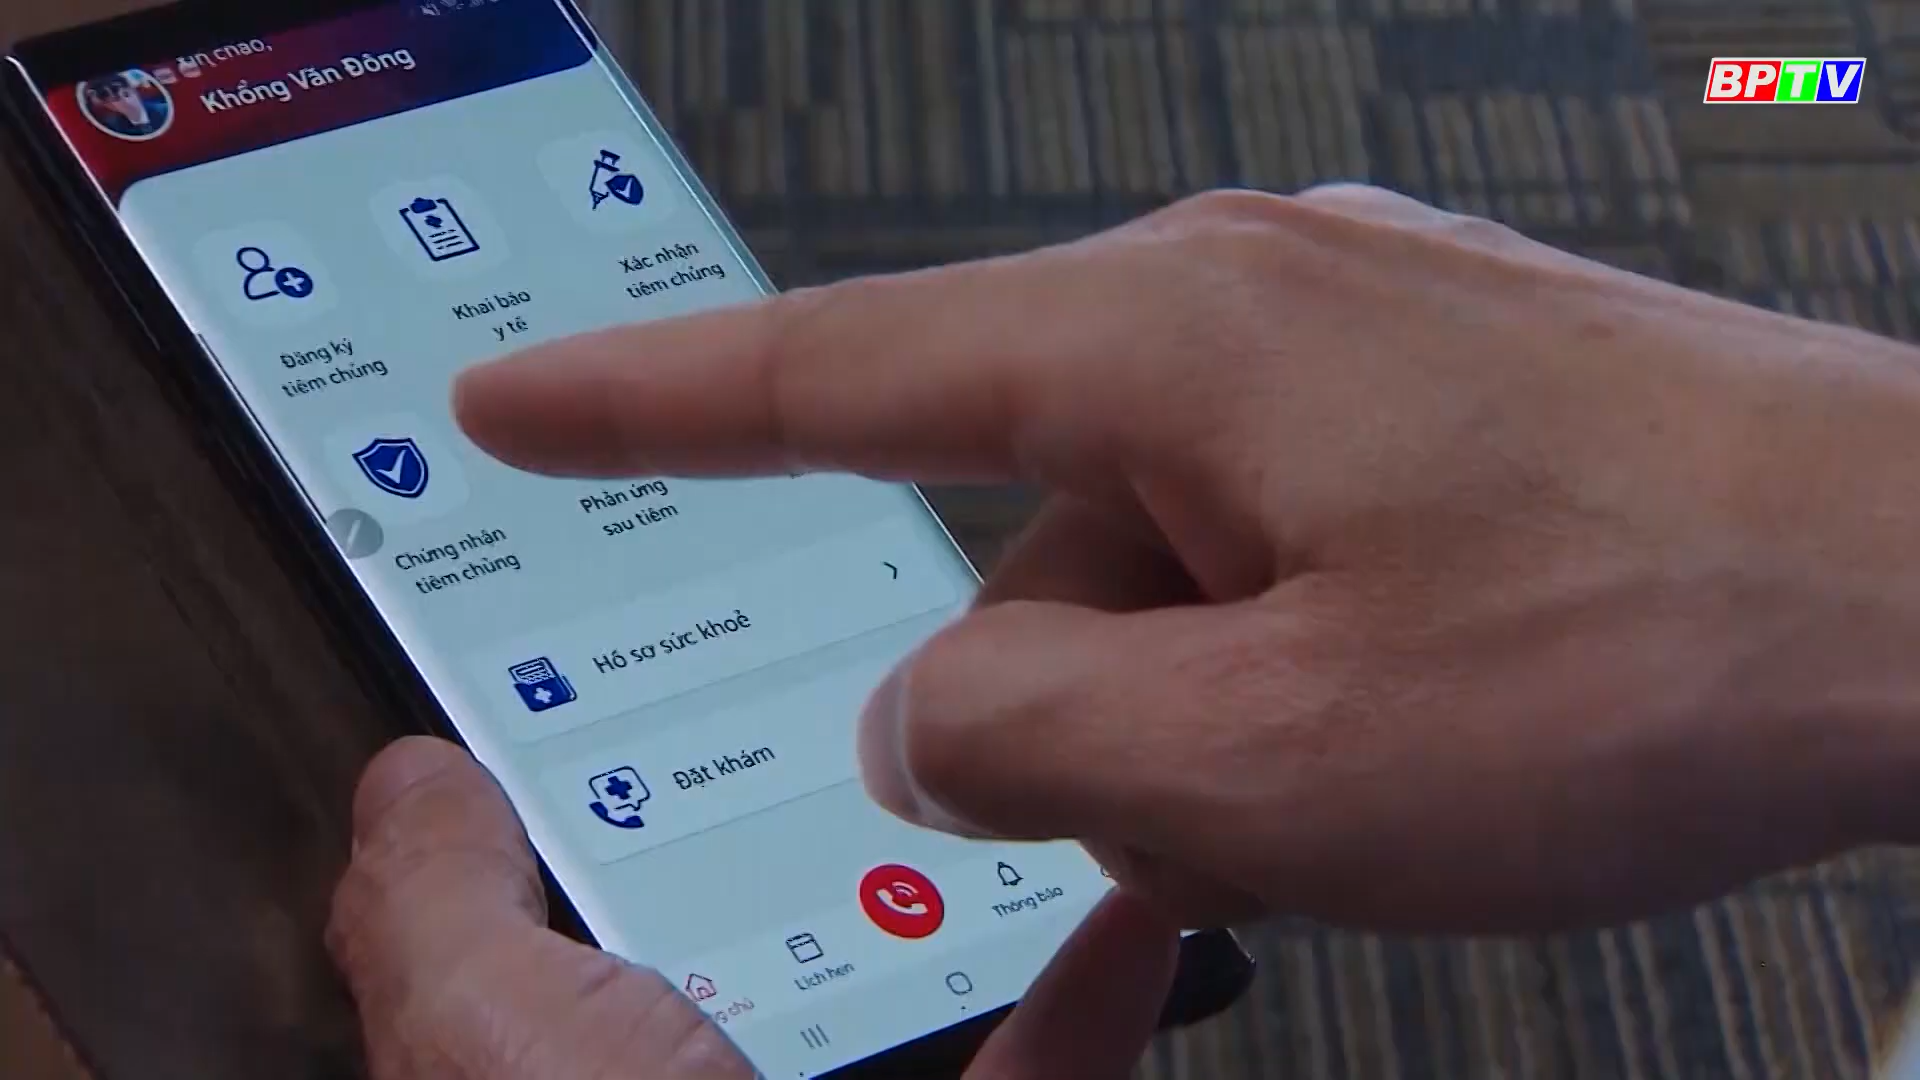 BPTV
Khổng Văn Đông
Xác nhận
tiêm chủng
Khai báo
y tế
Đăng ký
tiêm chủng
Phản ứng
sau tiêm
Chứng nhận
tiêm chủng
Hồ sơ sức khoẻ
Đặt khám
Thông báo
Lịch hẹn